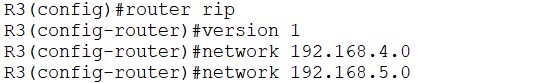 R3(config)#router rip
R3(config-router)#version 1
R3(config-router)#network 192.168.4.0
R3(config-router)#network 192.168.5.0